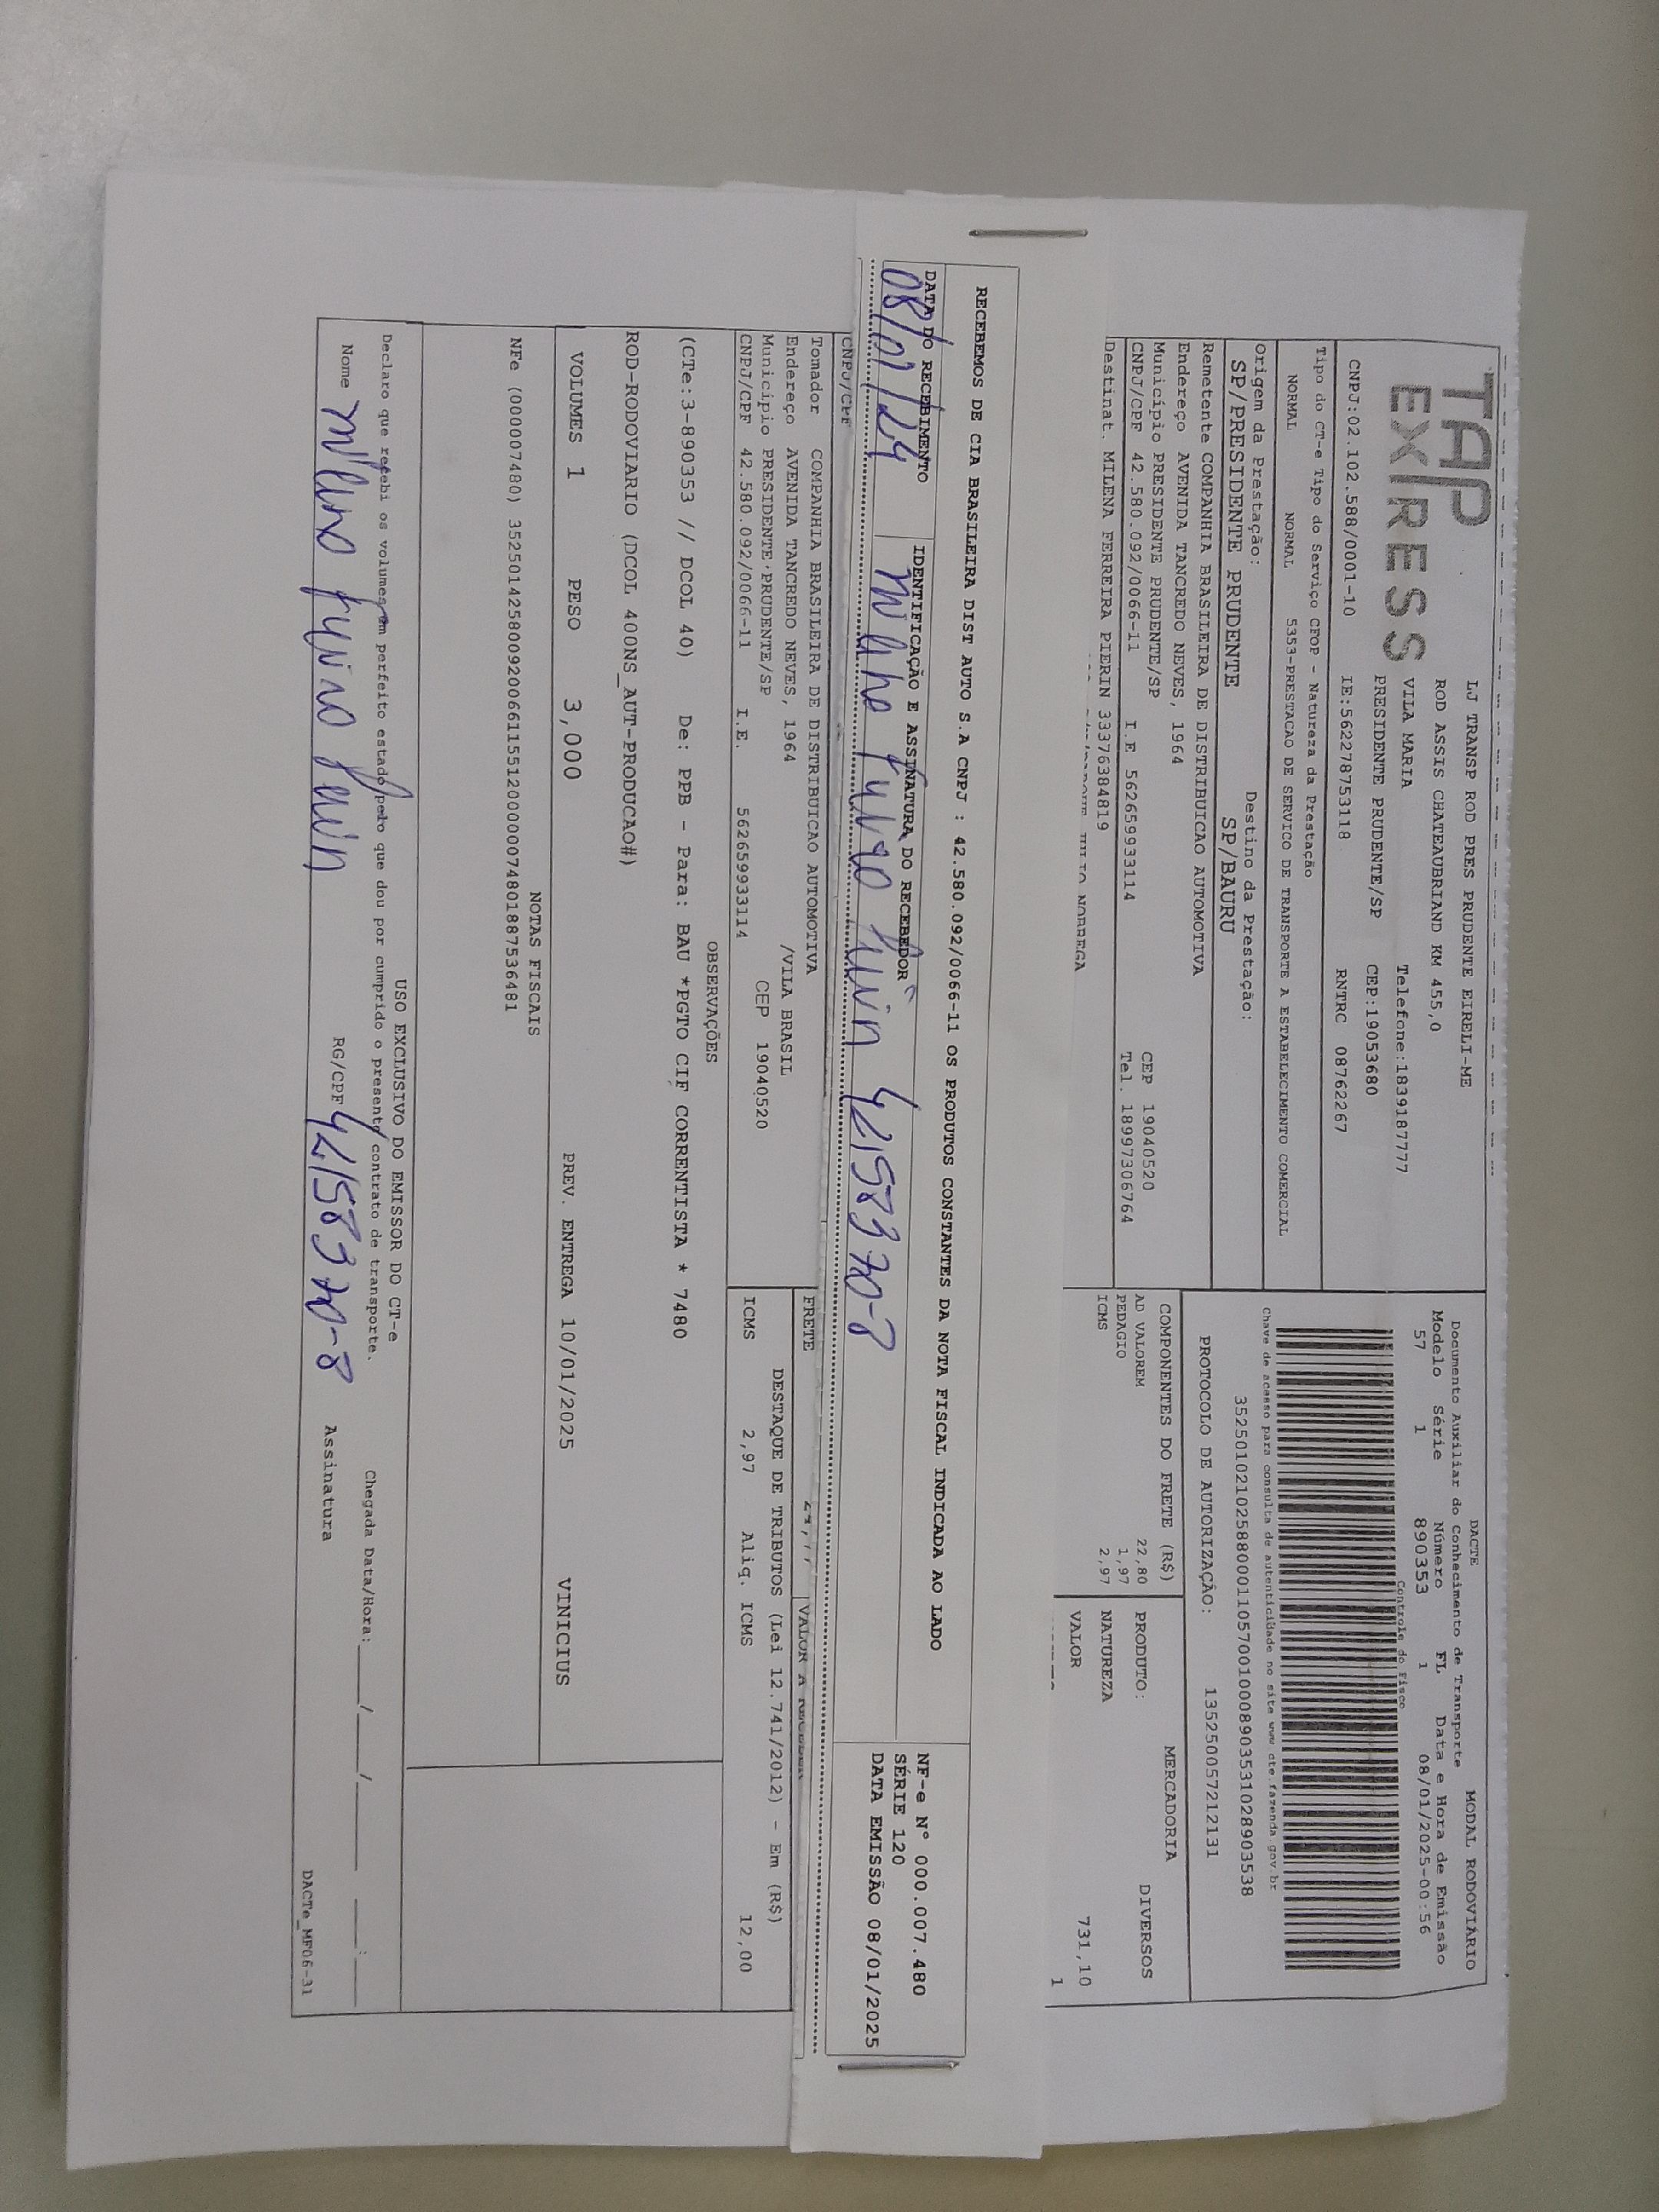 TAP
EXPRESS
LJ TRANSP ROD PRES PRUDENTE EIRELI-ME
ROD ASSIS CHATEAUBRIAND KM 455,0
VILA MARIA Telefone:1839187777
PRESIDENTE PRUDENTE/SP CEP:19053680
CNPJ:02.102.588/0001-10 IE:562278753118 RNTRC 08762267
DACTE MODAL RODOVIÁRIO
Documento Auxiliar do Conhecimento de Transporte
Modelo Série Número FL Data e Hora de Emissão
57 1 890353 1 08/01/2025-00:56
Controle do Fisco
Chave de acesso para consulta de autenticidade no site www.cte.fazenda.gov.br
35250102102588000110570010008903531028903538
PROTOCOLO DE AUTORIZAÇÃO: 135250057212131
Tipo do CT-e Tipo do Serviço CFOP - Natureza da Prestação
NORMAL NORMAL 5353-PRESTACAO DE SERVICO DE TRANSPORTE A ESTABELECIMENTO COMERCIAL
Origem da Prestação: Destino da Prestação:
SP/PRESIDENTE PRUDENTE SP/BAURU
Remetente COMPANHIA BRASILEIRA DE DISTRIBUICAO AUTOMOTIVA
Endereço AVENIDA TANCREDO NEVES, 1964
Município PRESIDENTE PRUDENTE/SP CEP 19040520
CNPJ/CPF 42.580.092/0066-11 I.E 562659933114 Tel. 18997306764
Destinat. MILENA FERREIRA PIERIN 33376384819
JULIO NORREGA
COMPONENTES DO FRETE (R$)
AD VALOREM 22,80
PEDAGIO 1,97
ICMS 2,97
MERCADORIA
PRODUTO: DIVERSOS
NATUREZA
VALOR 731,10
1
RECEBEMOS DE CIA BRASILEIRA DIST AUTO S.A CNPJ : 42.580.092/0066-11 OS PRODUTOS CONSTANTES DA NOTA FISCAL INDICADA AO LADO
DATA DO RECEBIMENTO IDENTIFICAÇÃO E ASSINATURA DO RECEBEDOR
NF-e Nº 000.007.480
SÉRIE 120
DATA EMISSÃO 08/01/2025
CNPJ/CPF
Tomador COMPANHIA BRASILEIRA DE DISTRIBUICAO AUTOMOTIVA
Endereço AVENIDA TANCREDO NEVES, 1964 /VILA BRASIL
Município PRESIDENTE PRUDENTE/SP CEP 19040520
CNPJ/CPF 42.580.092/0066-11 I.E. 562659933114
FRETE VALOR A RECEBER
DESTAQUE DE TRIBUTOS (Lei 12.741/2012) - Em (R$)
ICMS 2,97 Aliq. ICMS 12,00
OBSERVAÇÕES
(CTe:3-890353 // DCOL 40) De: PPB - Para: BAU *PGTO CIF CORRENTISTA * 7480
ROD-RODOVIARIO (DCOL 400NS_AUT-PRODUCAO#)
VOLUMES 1 PESO 3,000 PREV. ENTREGA 10/01/2025 VINICIUS
NOTAS FISCAIS
NFe (000007480) 35250142580092006611551200000074801887536481
USO EXCLUSIVO DO EMISSOR DO CT-e
Declaro que recebi os volumes em perfeito estado pelo que dou por cumprido o presente contrato de transporte. Chegada Data/Hora: ____/____/____ ____:____
Nome RG/CPF 42158370-8 Assinatura
DACTe_MF06-31